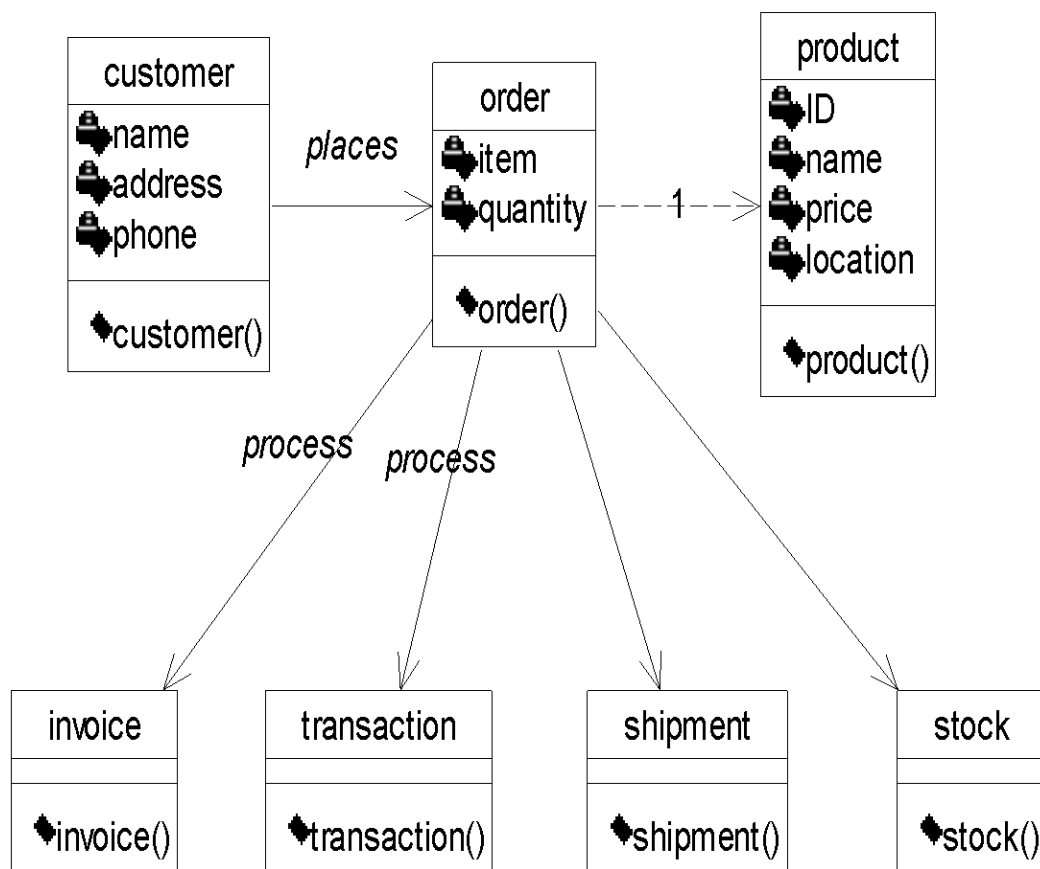 customer
name
address
phone
customer()
places
order
item
quantity
order()
1
product
ID
name
price
location
product()
process
process
invoice
invoice()
transaction
transaction()
shipment
shipment()
stock
stock()